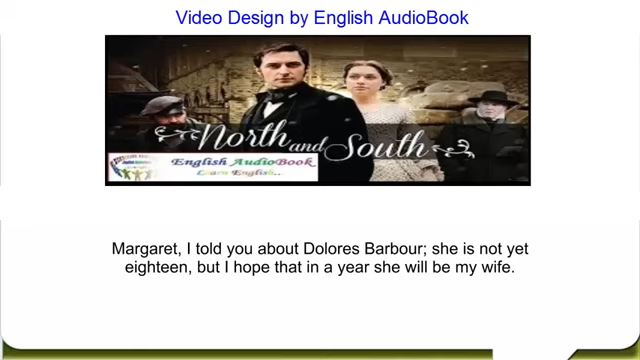 Video Design by English AudioBook
North and South
English AudioBook
Learn English...
Margaret, I told you about Dolores Barbour; she is not yet
eighteen, but I hope that in a year she will be my wife.